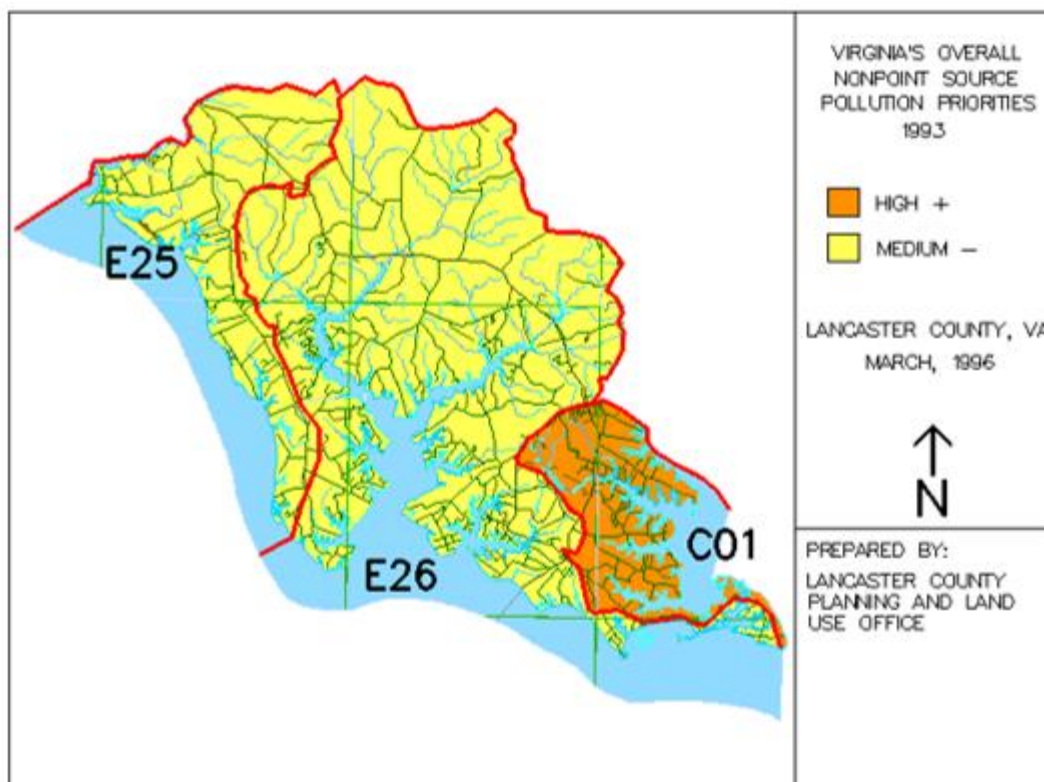 VIRGINIA'S OVERALL
NONPOINT SOURCE
POLLUTION PRIORITIES
1993
HIGH +
MEDIUM -
LANCASTER COUNTY, VA
MARCH, 1996
N
PREPARED BY:
LANCASTER COUNTY
PLANNING AND LAND
USE OFFICE
E25
C01
E26